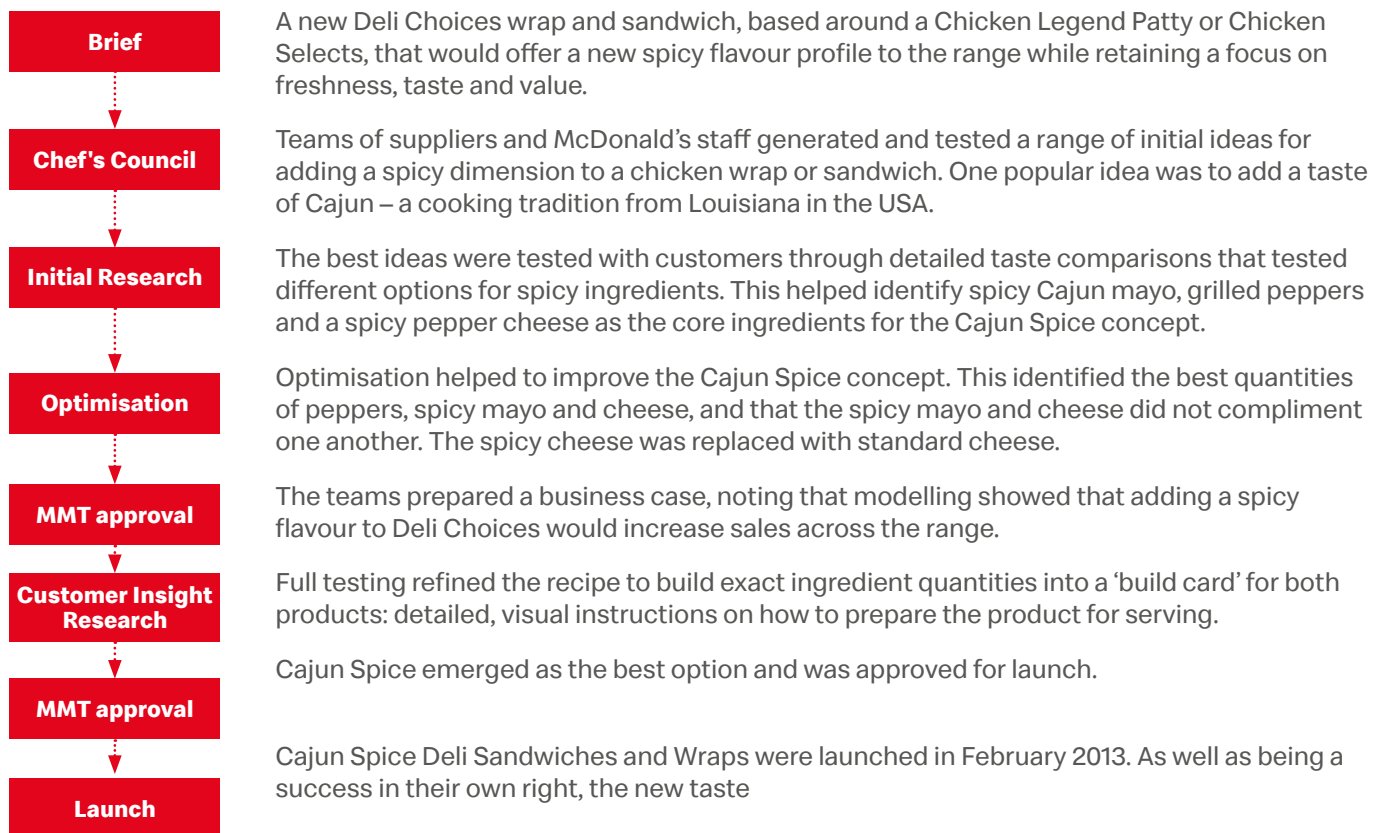 Brief
A new Deli Choices wrap and sandwich, based around a Chicken Legend Patty or Chicken
Selects, that would offer a new spicy flavour profile to the range while retaining a focus on
freshness, taste and value.
Chef's Council
Teams of suppliers and McDonald’s staff generated and tested a range of initial ideas for
adding a spicy dimension to a chicken wrap or sandwich. One popular idea was to add a taste
of Cajun – a cooking tradition from Louisiana in the USA.
Initial Research
The best ideas were tested with customers through detailed taste comparisons that tested
different options for spicy ingredients. This helped identify spicy Cajun mayo, grilled peppers
and a spicy pepper cheese as the core ingredients for the Cajun Spice concept.
Optimisation
Optimisation helped to improve the Cajun Spice concept. This identified the best quantities
of peppers, spicy mayo and cheese, and that the spicy mayo and cheese did not compliment
one another. The spicy cheese was replaced with standard cheese.
MMT approval
The teams prepared a business case, noting that modelling showed that adding a spicy
flavour to Deli Choices would increase sales across the range.
Customer Insight
Research
Full testing refined the recipe to build exact ingredient quantities into a ‘build card’ for both
products: detailed, visual instructions on how to prepare the product for serving.
MMT approval
Cajun Spice emerged as the best option and was approved for launch.
Launch
Cajun Spice Deli Sandwiches and Wraps were launched in February 2013. As well as being a
success in their own right, the new taste